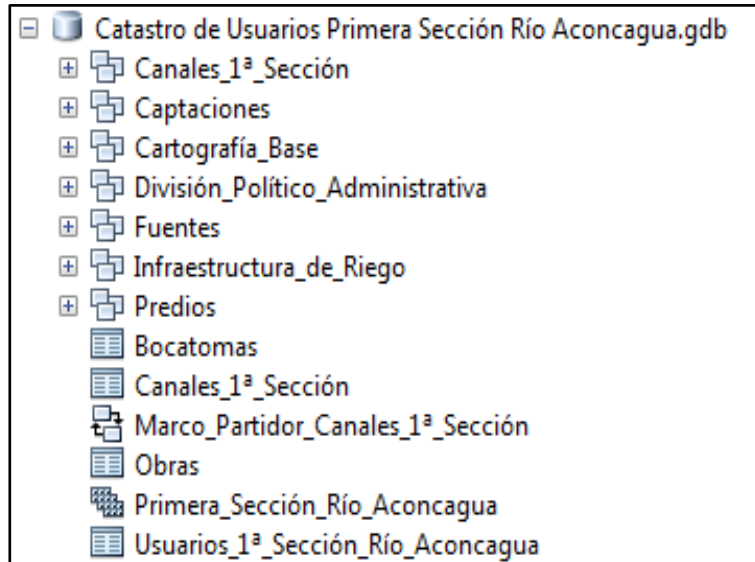 Catastro de Usuarios Primera Sección Río Aconcagua.gdb
Canales_1ª_Sección
Captaciones
Cartografía_Base
División_Político_Administrativa
Fuentes
Infraestructura_de_Riego
Predios
Bocatomas
Canales_1ª_Sección
Marco_Partidor_Canales_1ª_Sección
Obras
Primera_Sección_Río_Aconcagua
Usuarios_1ª_Sección_Río_Aconcagua